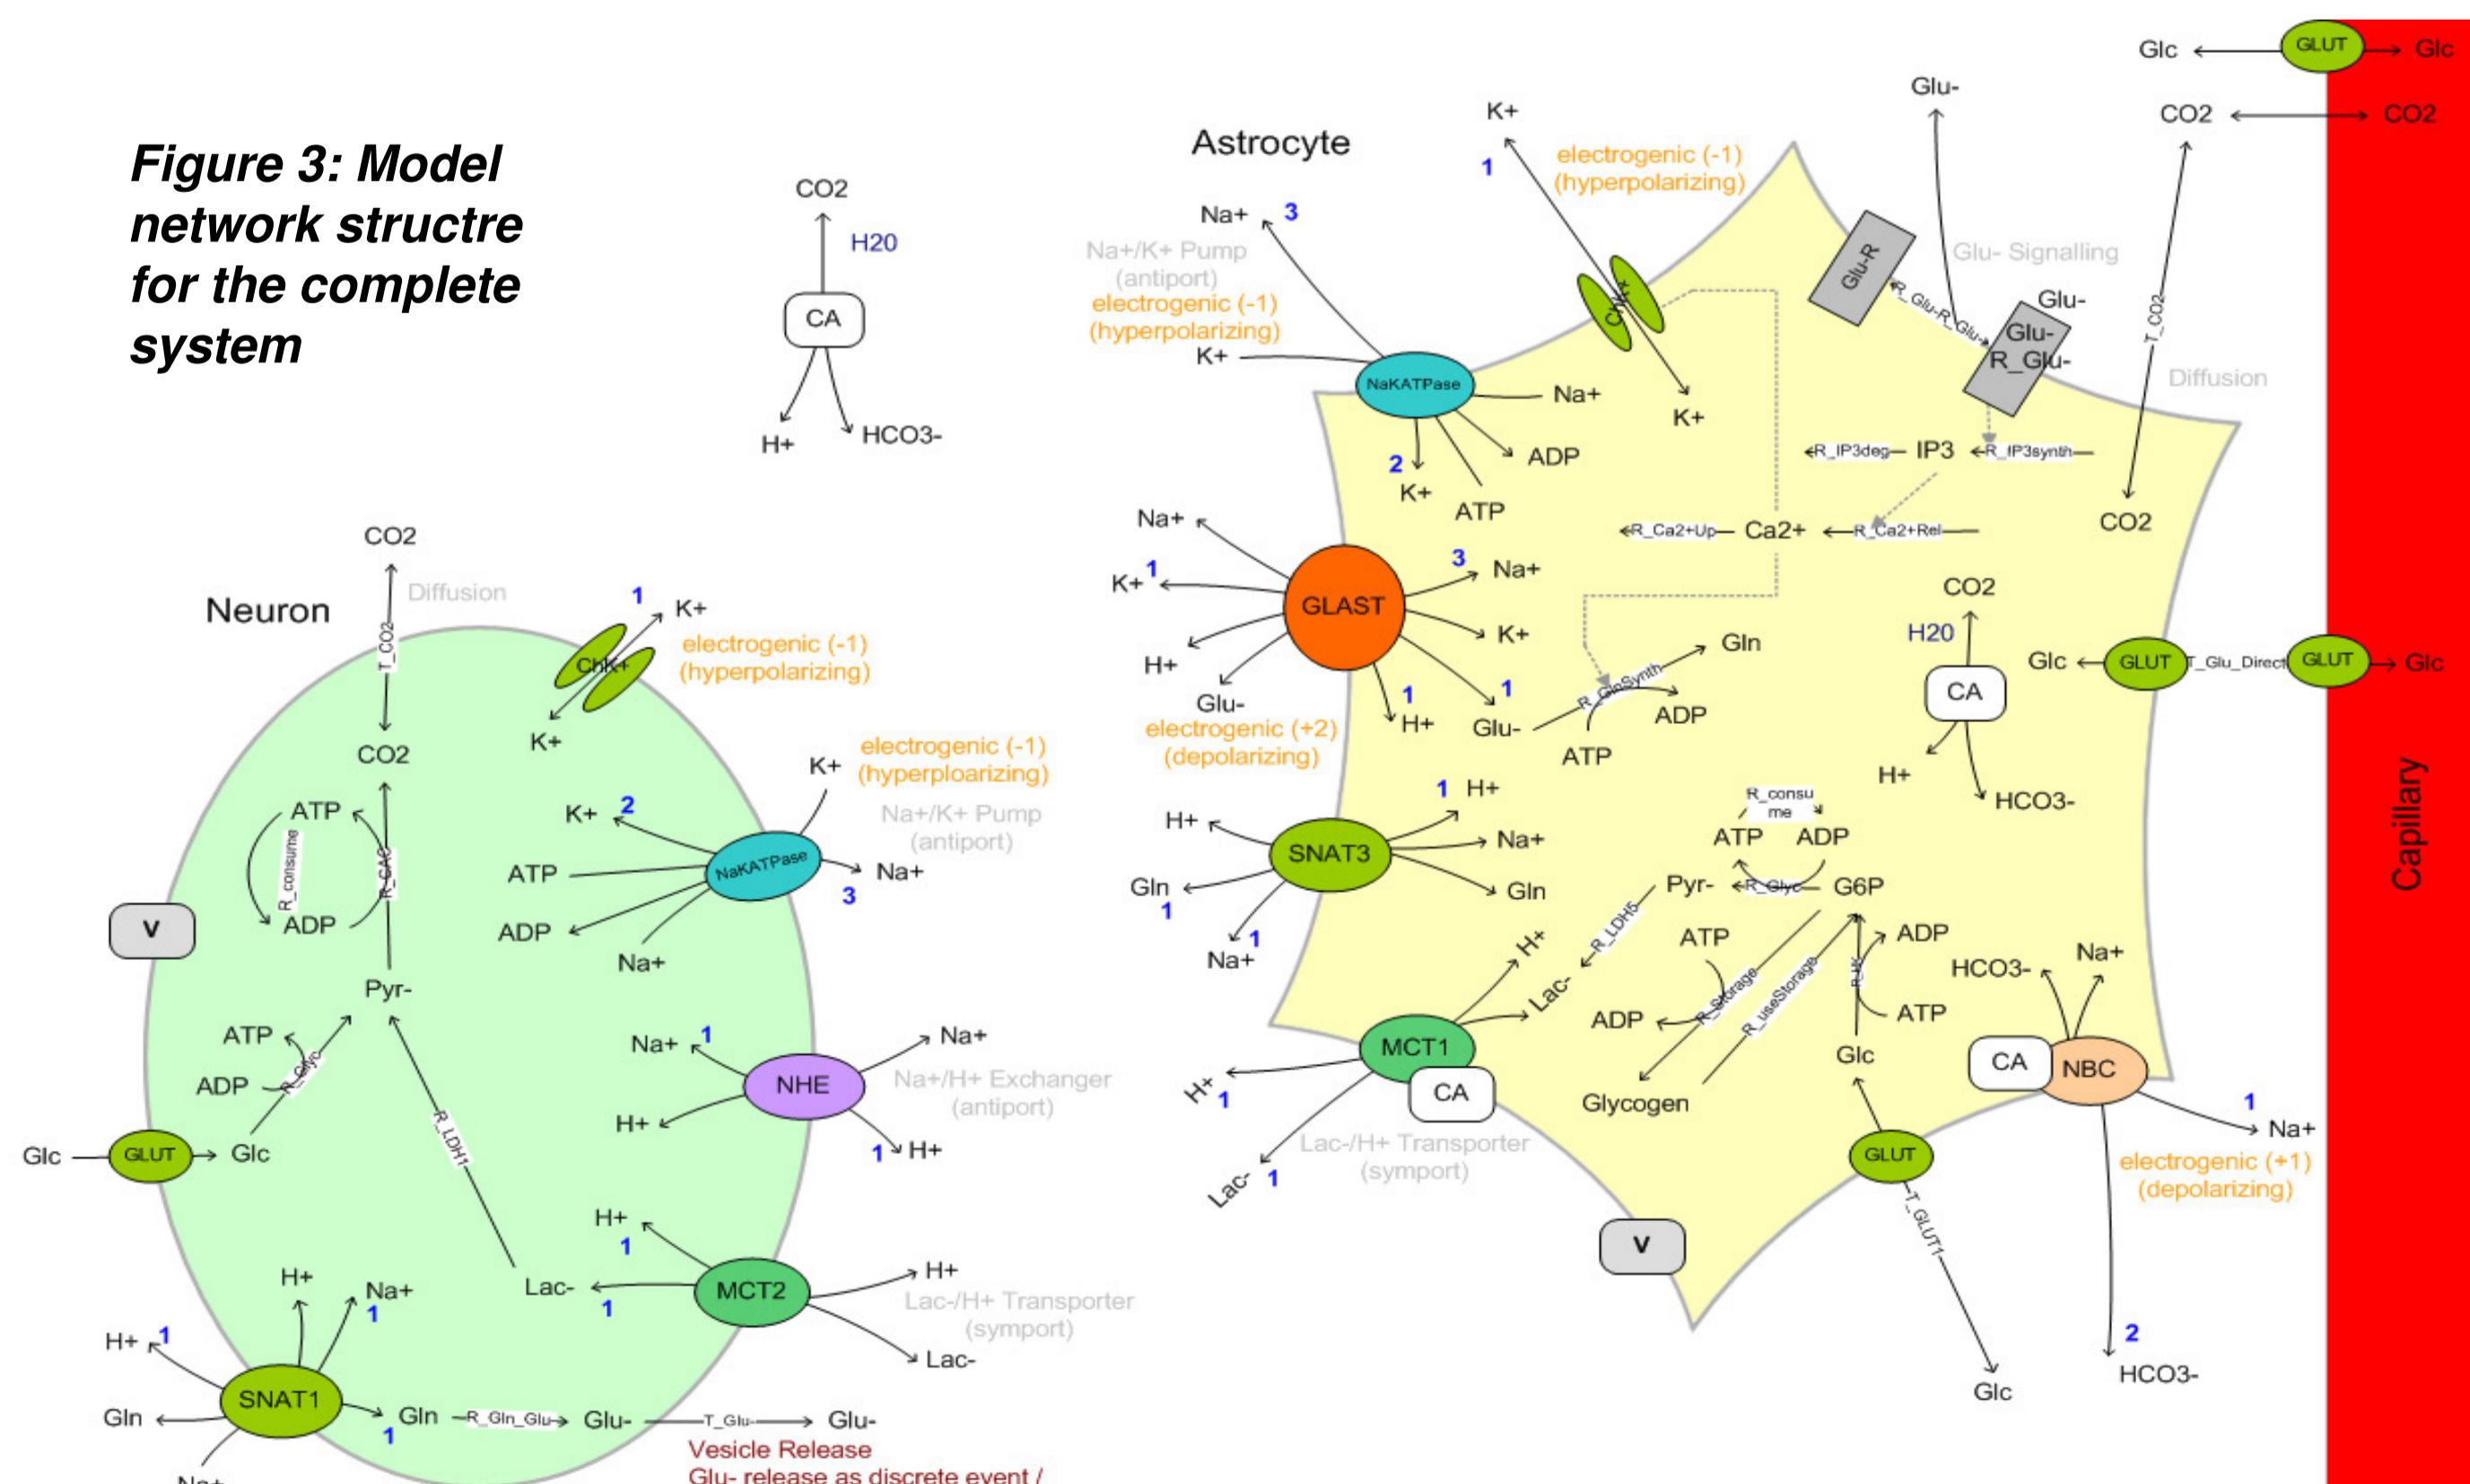 Figure 3: Model
network structre
for the complete
system
CO2
H20
CA
H+
HCO3-
Neuron
CO2
Diffusion
T_CO2
CO2
1
K+
ChK+
electrogenic (-1)
(hyperpolarizing)
K+
ATP
R_consume
R_CAC
ADP
V
Pyr-
ATP
ADP
R_Glyc
Glc
GLUT
Glc
R_LDH1
K+
electrogenic (-1)
(hyperploarizing)
Na+/K+ Pump
(antiport)
K+
2
ATP
NaKATPase
Na+
3
ADP
Na+
Na+
1
Na+
NHE
Na+/H+ Exchanger
(antiport)
H+
1
H+
H+
1
MCT2
H+
Lac-
1
Lac-/H+ Transporter
(symport)
Lac-
H+
Na+
1
H+
1
SNAT1
Gln
Gln
1
R_Gln_Glu
Glu-
T_Glu-
Glu-
Na+
Vesicle Release
Glu- release as discrete event /
Astrocyte
K+
1
electrogenic (-1)
(hyperpolarizing)
Na+
3
Na+/K+ Pump
(antiport)
electrogenic (-1)
(hyperpolarizing)
K+
NaKATPase
Na+
ADP
2
K+
ATP
K+
Glu-
Glu-R
Glu- Signalling
R_Glu-R_Glu-
Glu-
Glu-
R_Glu-
R_IP3deg
IP3
R_IP3synth
R_Ca2+Up
Ca2+
R_Ca2+Rel
T_CO2
Diffusion
CO2
Glc
GLUT
Glc
CO2
CO2
Na+
K+
1
GLAST
3
Na+
K+
H+
Glu-
electrogenic (+2)
(depolarizing)
1
H+
1
Glu-
R_GlnSynth
Gln
ATP
ADP
CO2
H20
CA
H+
HCO3-
Glc
GLUT
T_Glu_Direct
GLUT
Glc
Capillary
H+
1
H+
SNAT3
Na+
Gln
1
Gln
1
Na+
R_consu
me
ATP
ADP
Pyr-
R_Glyc
G6P
R_LDH5
H+
Lac-
MCT1
CA
H+
1
Lac-
1
Lac-/H+ Transporter
(symport)
ATP
ADP
R_Storage
R_useStorage
Glycogen
ADP
R_HK
ATP
Glc
GLUT
T_GLUT1
Glc
V
HCO3-
Na+
CA
NBC
1
Na+
electrogenic (+1)
(depolarizing)
2
HCO3-